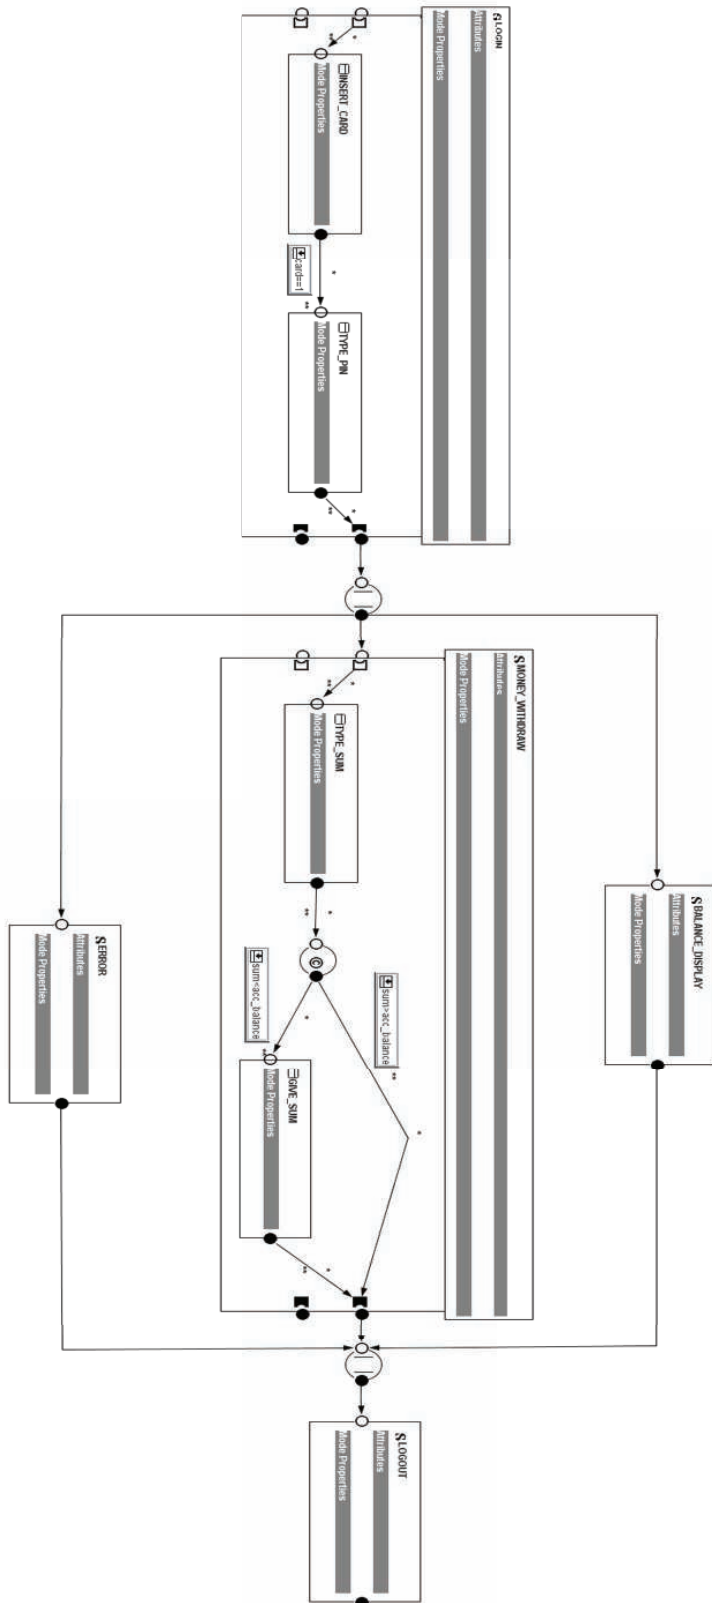 S LOGIN
Attributes
Mode Properties
INSERT_CARD
Mode Properties
*
**
card==1
*
**
TYPE_PIN
Mode Properties
*
**
S BALANCE_DISPLAY
Attributes
Mode Properties
S MONEY_WITHDRAW
Attributes
Mode Properties
*
**
TYPE_SUM
Mode Properties
*
**
C
sum>acc_balance
**
*
sum<acc_balance
*
**
GIVE_SUM
Mode Properties
*
**
S ERROR
Attributes
Mode Properties
S LOGOUT
Attributes
Mode Properties